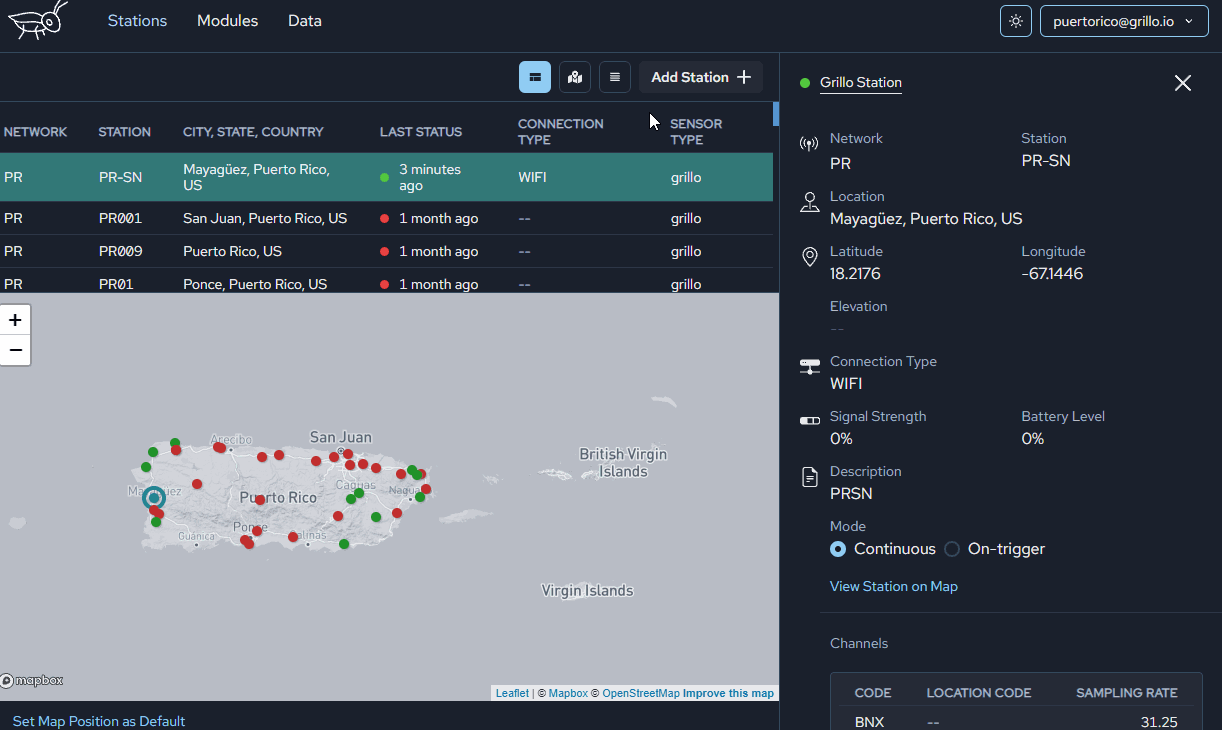 Stations Modules Data
puertorico@grillo.io
Add Station +
NETWORK STATION CITY, STATE, COUNTRY LAST STATUS CONNECTION TYPE SENSOR TYPE
PR PR-SN Mayagüez, Puerto Rico, US 3 minutes ago WIFI grillo
PR PR001 San Juan, Puerto Rico, US 1 month ago -- grillo
PR PR009 Puerto Rico, US 1 month ago -- grillo
PR PR01 Ponce, Puerto Rico, US 1 month ago -- grillo
+
−
Arecibo
San Juan
British Virgin
Islands
Caguas
Puerto Rico
Guánica
Virgin Islands
mapbox
Leaflet | © Mapbox © OpenStreetMap Improve this map
Set Map Position as Default
Grillo Station
Network Station
PR PR-SN
Location
Mayagüez, Puerto Rico, US
Latitude Longitude
18.2176 -67.1446
Elevation
--
Connection Type
WIFI
Signal Strength Battery Level
0% 0%
Description
PRSN
Mode
Continuous On-trigger
View Station on Map
Channels
CODE LOCATION CODE SAMPLING RATE
BNX -- 31.25